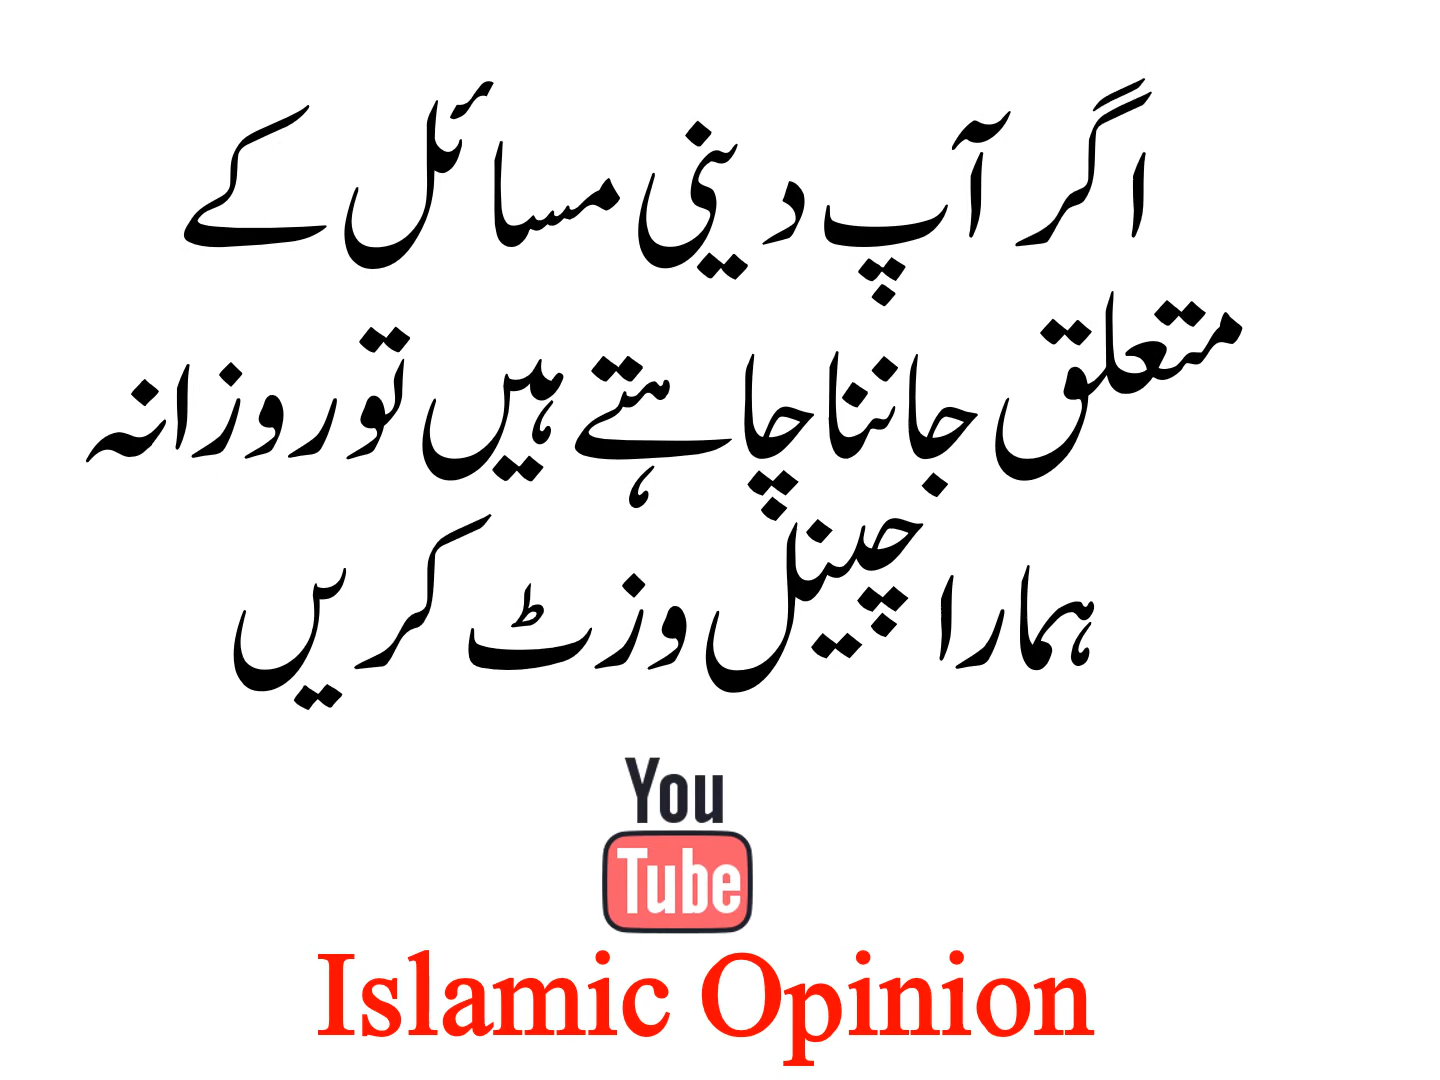 اگر آپ دینی مسائل کے
متعلق جاننا چاہتے ہیں تو روزانہ
ہمارا چینل وزٹ کریں
You
Tube
Islamic Opinion